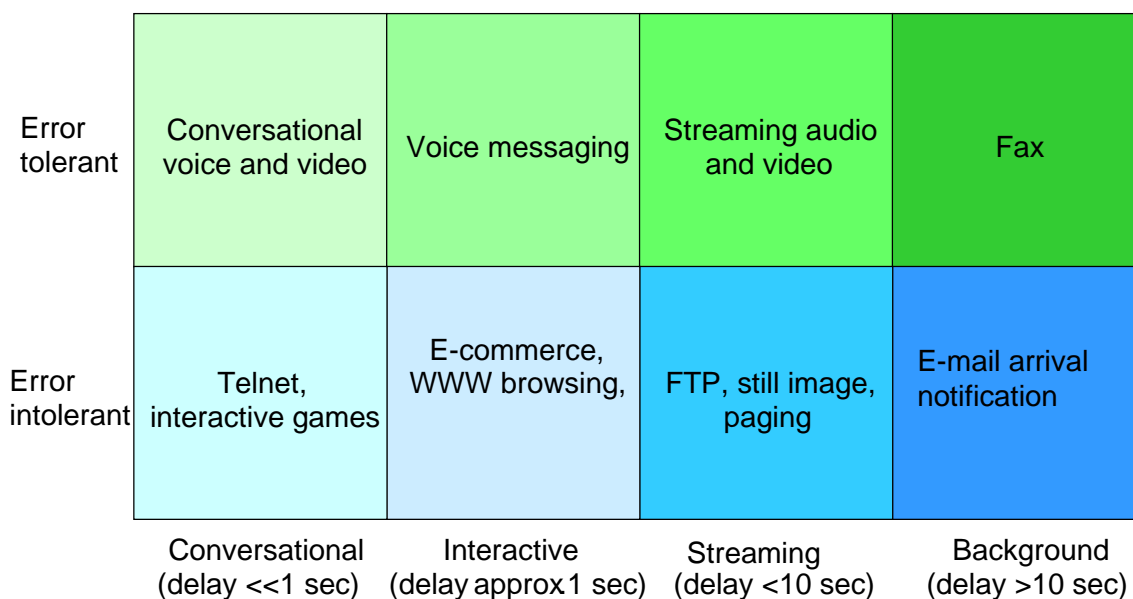 Error
tolerant
Conversational
voice and video
Voice messaging
Streaming audio
and video
Fax
Error
intolerant
Telnet,
interactive games
E-commerce,
WWW browsing,
FTP, still image,
paging
E-mail arrival
notification
Conversational
(delay <<1 sec)
Interactive
(delay approx.1 sec)
Streaming
(delay <10 sec)
Background
(delay >10 sec)